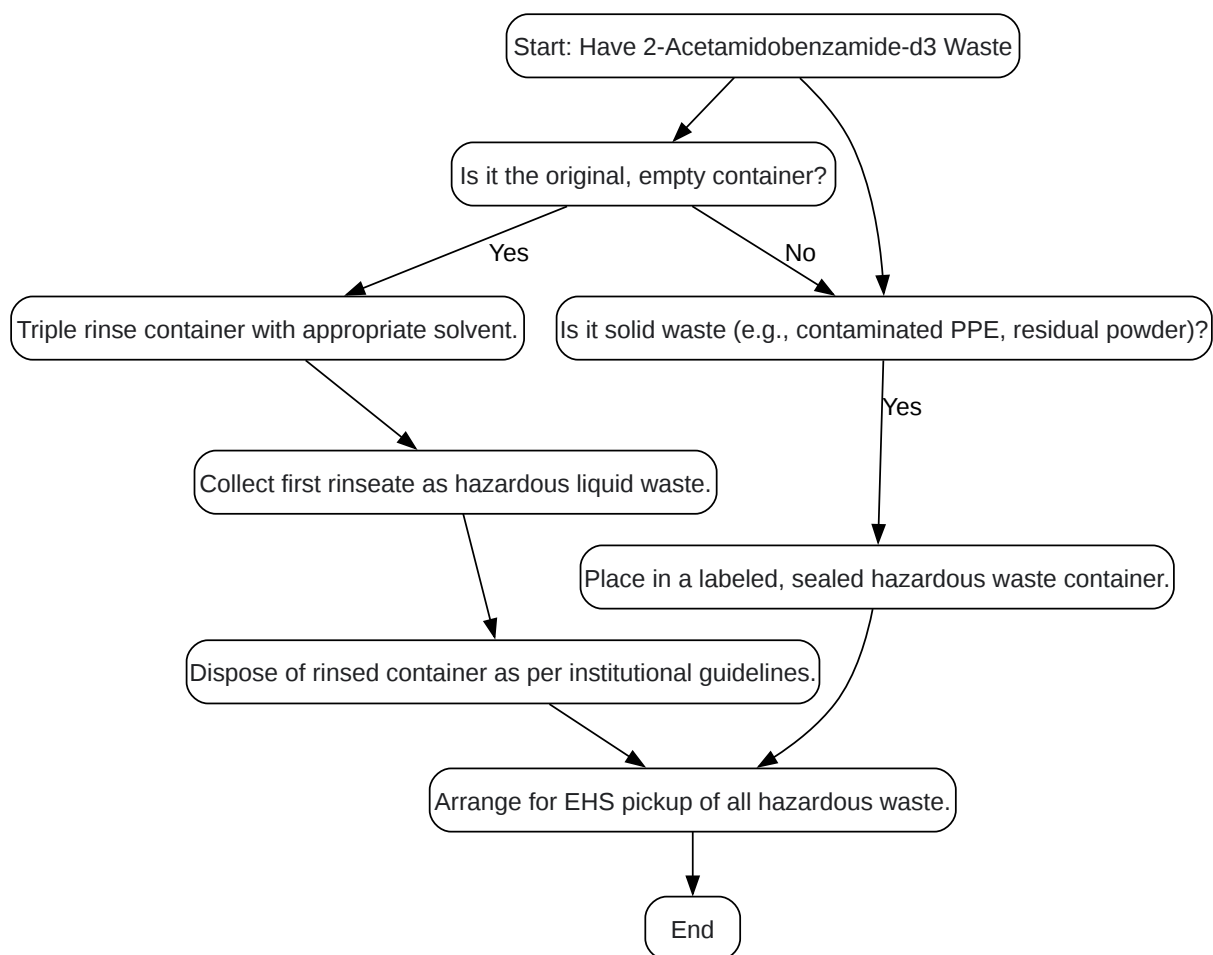 Start: Have 2-Acetamidobenzamide-d3 Waste
Is it the original, empty container?
Yes
No
Triple rinse container with appropriate solvent.
Is it solid waste (e.g., contaminated PPE, residual powder)?
Yes
Collect first rinseate as hazardous liquid waste.
Place in a labeled, sealed hazardous waste container.
Dispose of rinsed container as per institutional guidelines.
Arrange for EHS pickup of all hazardous waste.
End